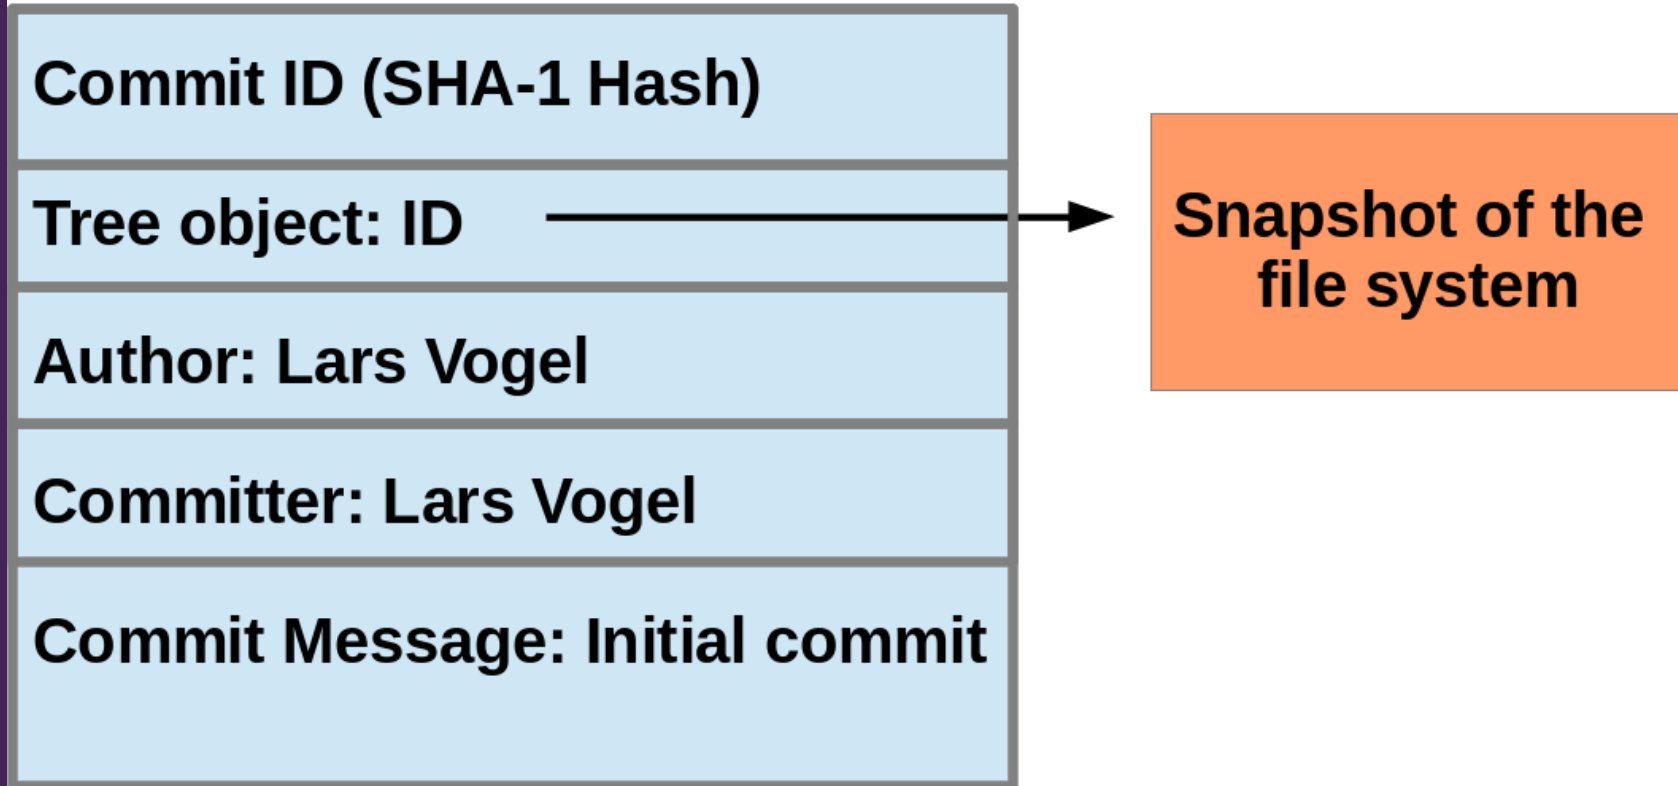 Commit ID (SHA-1 Hash)
Tree object: ID
Snapshot of the
file system
Author: Lars Vogel
Committer: Lars Vogel
Commit Message: Initial commit